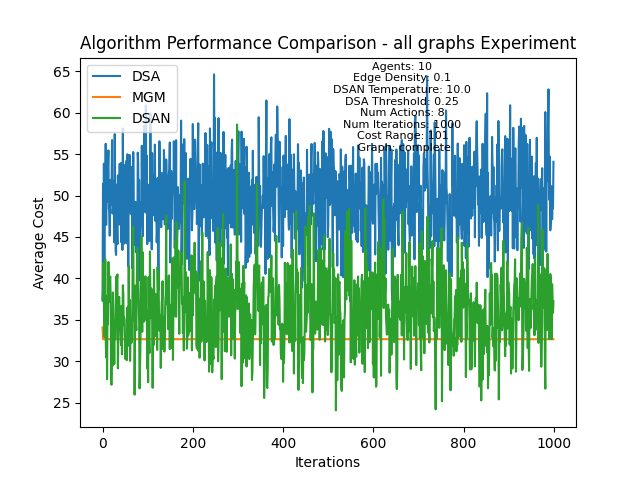 Algorithm Performance Comparison - all graphs Experiment
DSA
MGM
DSAN
Agents: 10
Edge Density: 0.1
DSAN Temperature: 10.0
DSA Threshold: 0.25
Num Actions: 8
Num Iterations: 1000
Cost Range: 101
Graph: complete
Average Cost
65
60
55
50
45
40
35
30
25
0 200 400 600 800 1000
Iterations